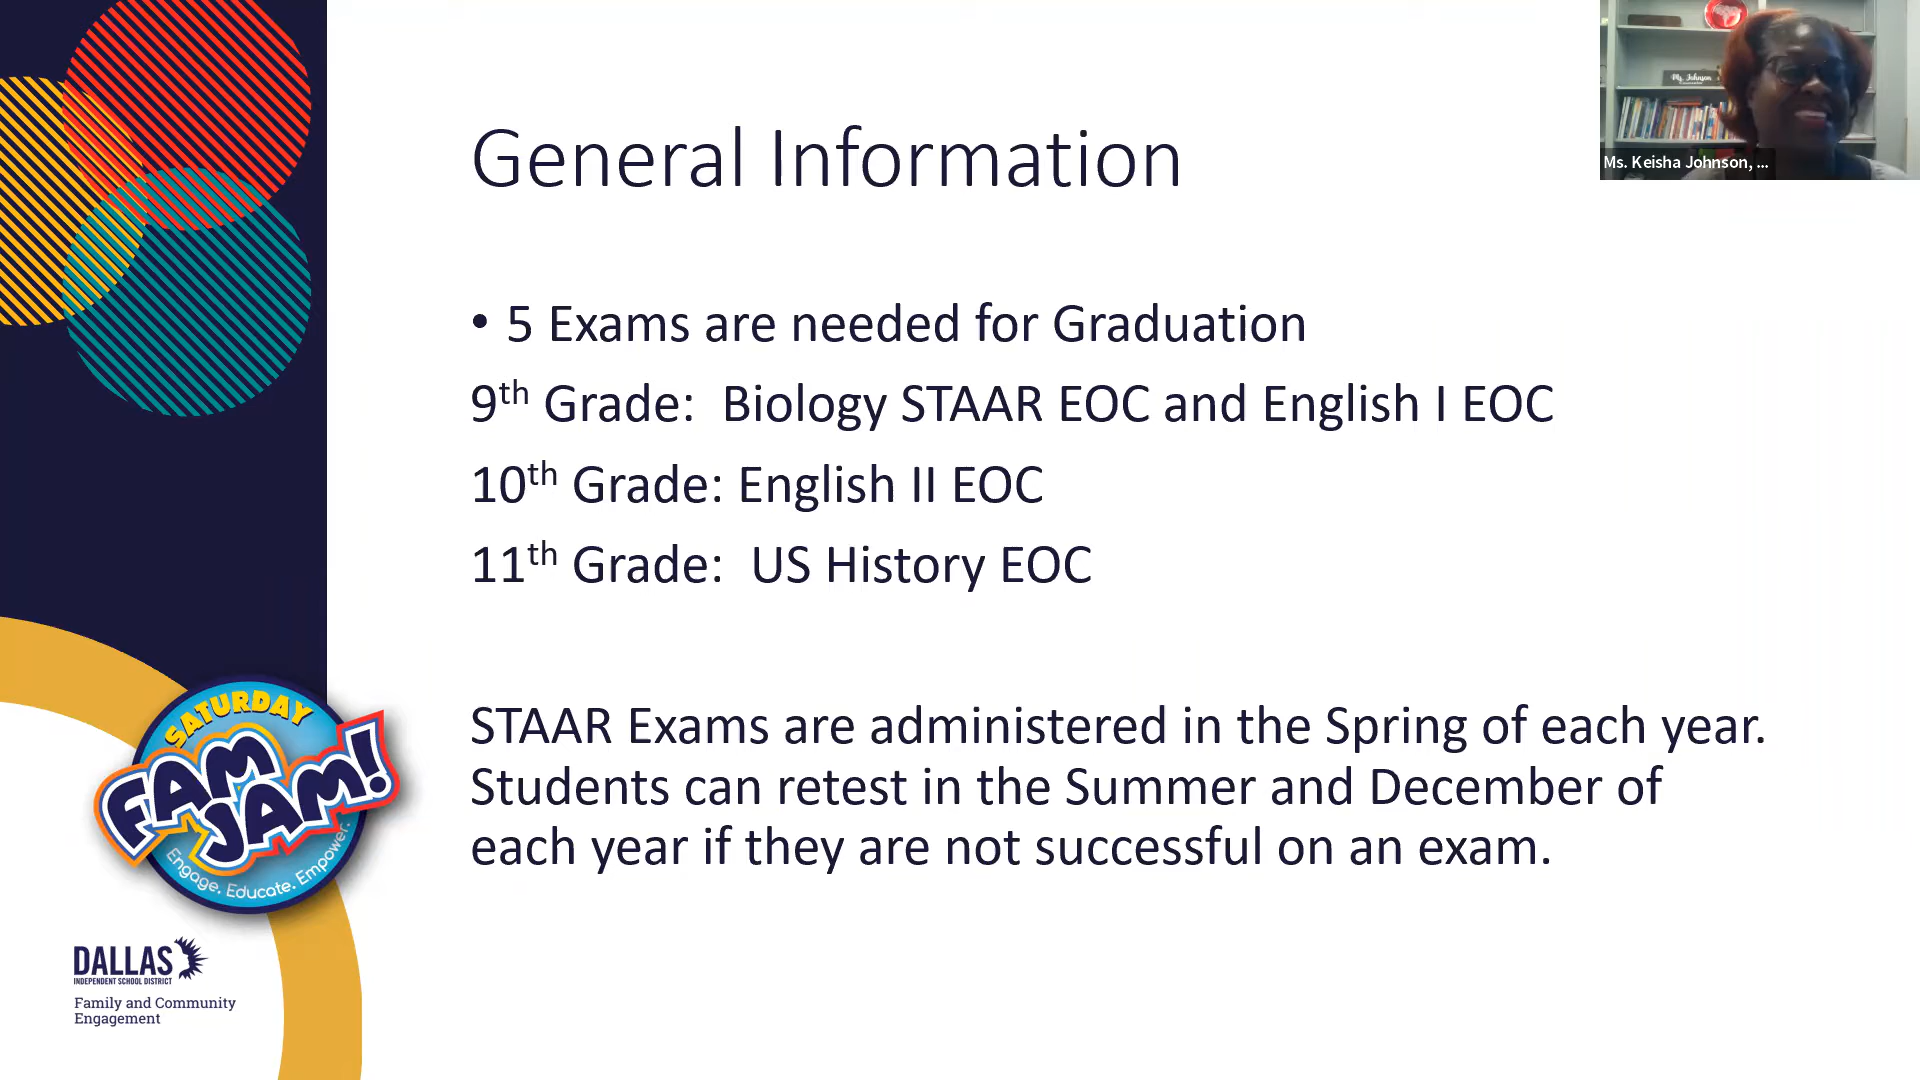 General Information
• 5 Exams are needed for Graduation
9th Grade:  Biology STAAR EOC and English I EOC
10th Grade: English II EOC
11th Grade:  US History EOC
STAAR Exams are administered in the Spring of each year.
Students can retest in the Summer and December of
each year if they are not successful on an exam.
Ms. Johnson
Ms. Keisha Johnson, ...
SATURDAY
FAM
JAM!
Engage. Educate. Empower.
DALLAS
INDEPENDENT SCHOOL DISTRICT
Family and Community
Engagement